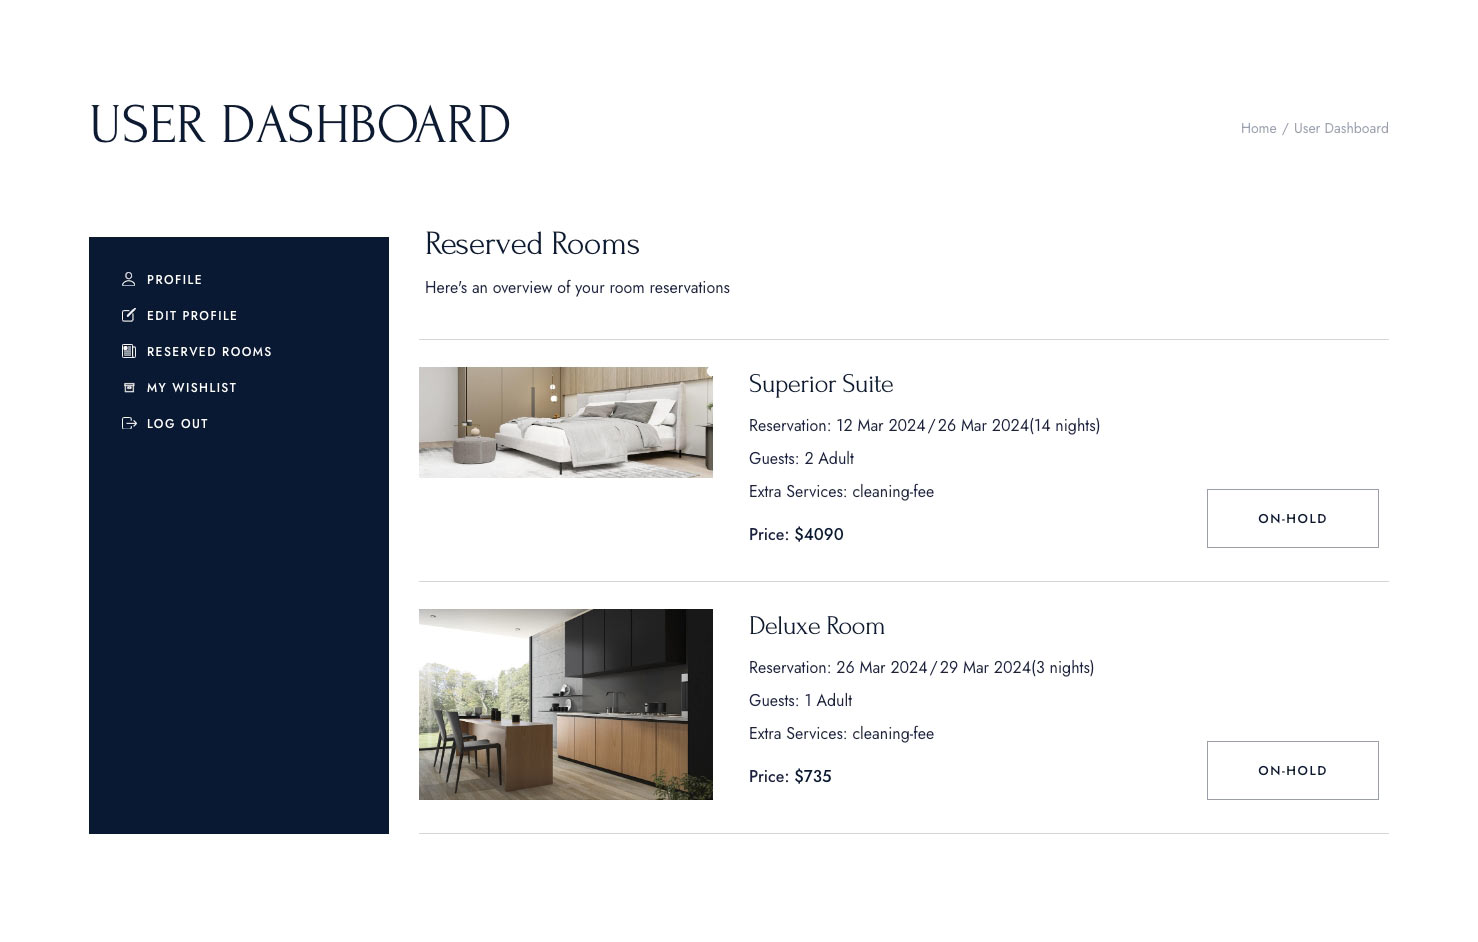 USER DASHBOARD
Home / User Dashboard
PROFILE
EDIT PROFILE
RESERVED ROOMS
MY WISHLIST
LOG OUT
Reserved Rooms
Here's an overview of your room reservations
Superior Suite
Reservation: 12 Mar 2024/26 Mar 2024(14 nights)
Guests: 2 Adult
Extra Services: cleaning-fee
Price: $4090
ON-HOLD
Deluxe Room
Reservation: 26 Mar 2024/29 Mar 2024(3 nights)
Guests: 1 Adult
Extra Services: cleaning-fee
Price: $735
ON-HOLD